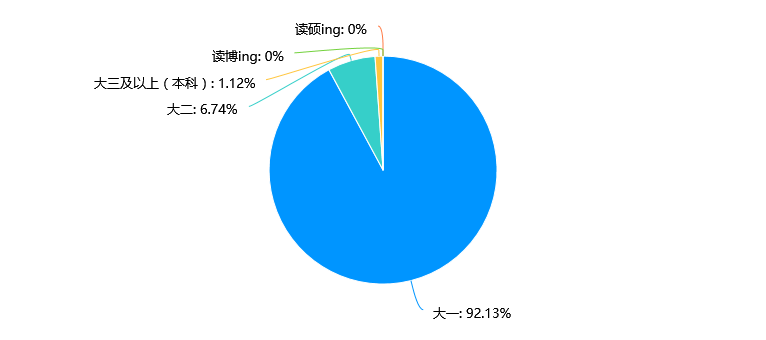 读硕ing: 0%
读博ing: 0%
大三及以上（本科）: 1.12%
大二: 6.74%
大一: 92.13%